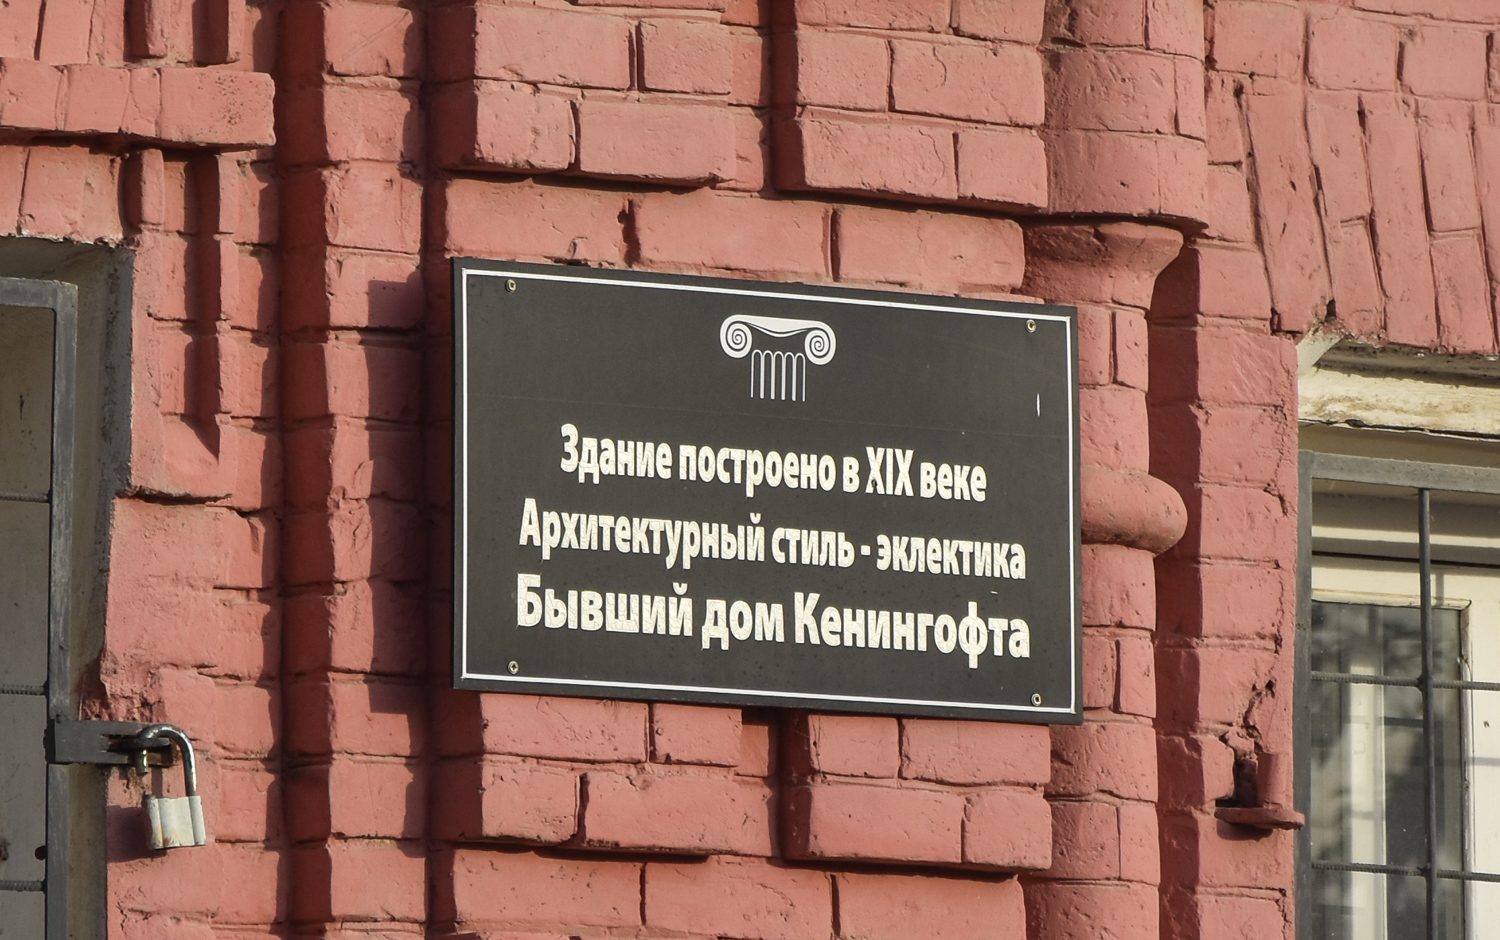 Здание построено в XIX веке
Архитектурный стиль - эклектика
Бывший дом Кенингофта